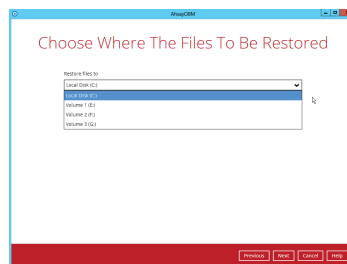 AhsayOBM
Choose Where The Files To Be Restored
Restore files to
Local Disk (C:)
Local Disk (C:)
Volume 1 (E:)
Volume 2 (F:)
Volume 3 (G:)
Previous Next Cancel Help